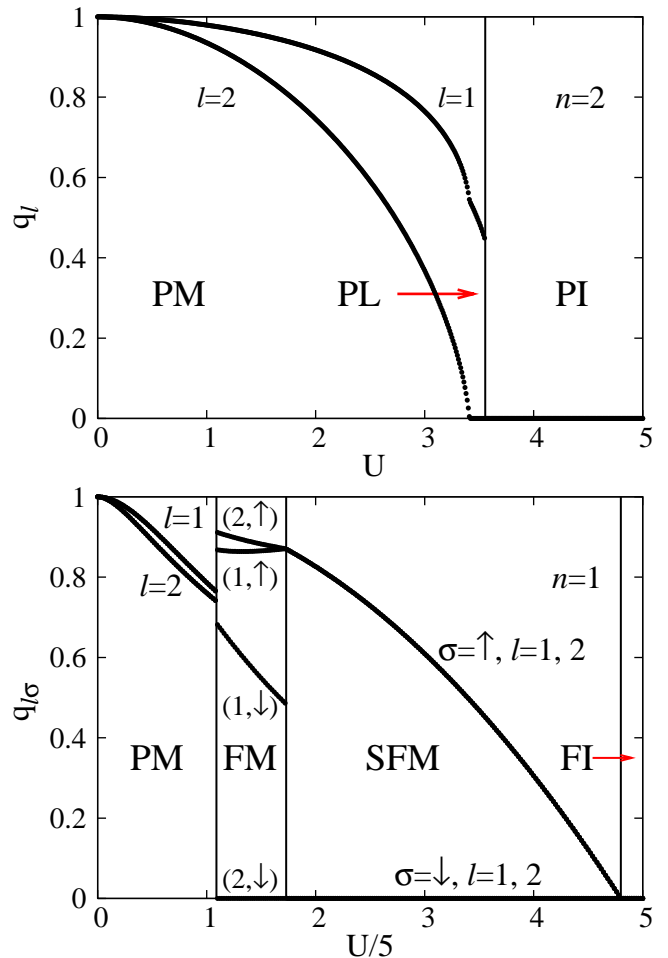 1
0.8
0.6
0.4
0.2
0
q_l
l=2
l=1
n=2
PM
PL
PI
0
1
2
3
4
5
U
1
0.8
0.6
0.4
0.2
0
q_lσ
l=1
l=2
(2,↑)
(1,↑)
(1,↓)
(2,↓)
n=1
σ=↑, l=1, 2
PM
FM
SFM
FI
σ=↓, l=1, 2
0
1
2
3
4
5
U/5